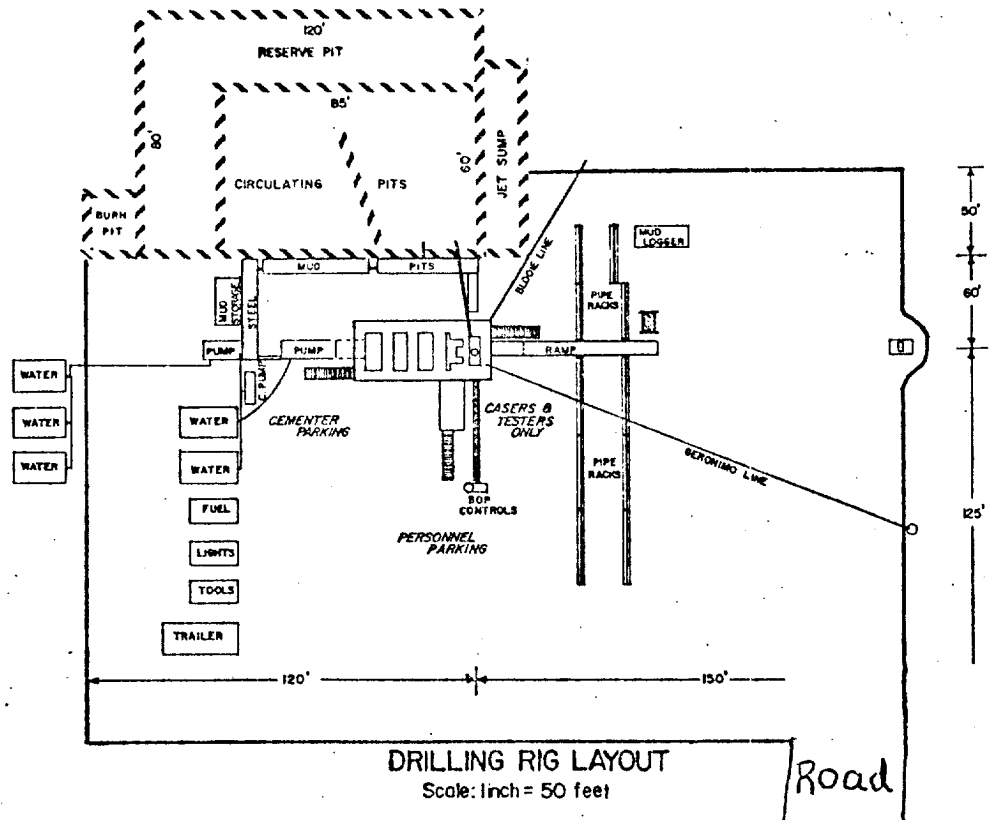 120'
RESERVE PIT
85'
80'
60'
CIRCULATING PITS
JET SUMP
BURN
PIT
50'
MUD
LOGGER
BLOOIE LINE
MUD PITS
MUD
STORAGE
STEEL
60'
PIPE
RACKS
PUMP
PUMP
RAMP
WATER
E PUMP
WATER
WATER
CEMENTER
PARKING
CASERS &
TESTERS
ONLY
WATER
WATER
GERONIMO LINE
PIPE
RACKS
BOP
CONTROLS
FUEL
125'
PERSONNEL
PARKING
LIGHTS
TOOLS
TRAILER
120'
150'
DRILLING RIG LAYOUT
Scale: 1inch = 50 feet
Road